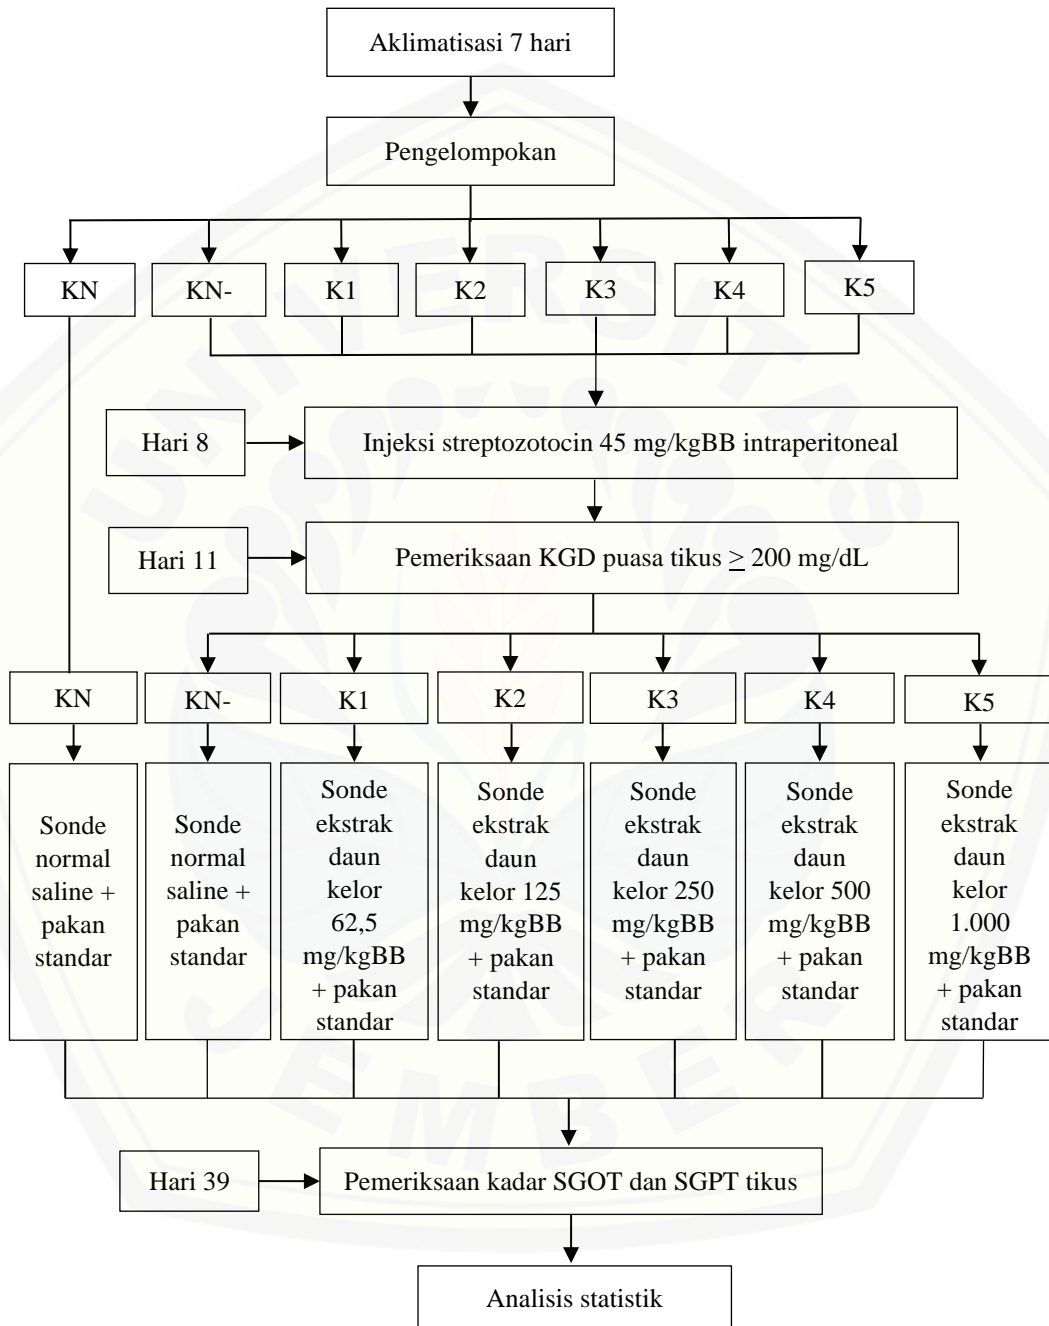 Aklimatisasi 7 hari
Pengelompokan
KN
KN-
K1
K2
K3
K4
K5
Hari 8
Injeksi streptozotocin 45 mg/kgBB intraperitoneal
Hari 11
Pemeriksaan KGD puasa tikus ≥ 200 mg/dL
KN
KN-
K1
K2
K3
K4
K5
Sonde
normal
saline +
pakan
standar
Sonde
normal
saline +
pakan
standar
Sonde
ekstrak
daun
kelor
62,5
mg/kgBB
+ pakan
standar
Sonde
ekstrak
daun
kelor 125
mg/kgBB
+ pakan
standar
Sonde
ekstrak
daun
kelor 250
mg/kgBB
+ pakan
standar
Sonde
ekstrak
daun
kelor 500
mg/kgBB
+ pakan
standar
Sonde
ekstrak
daun
kelor
1.000
mg/kgBB
+ pakan
standar
Hari 39
Pemeriksaan kadar SGOT dan SGPT tikus
Analisis statistik
UNIVERSITAS
JEMBER